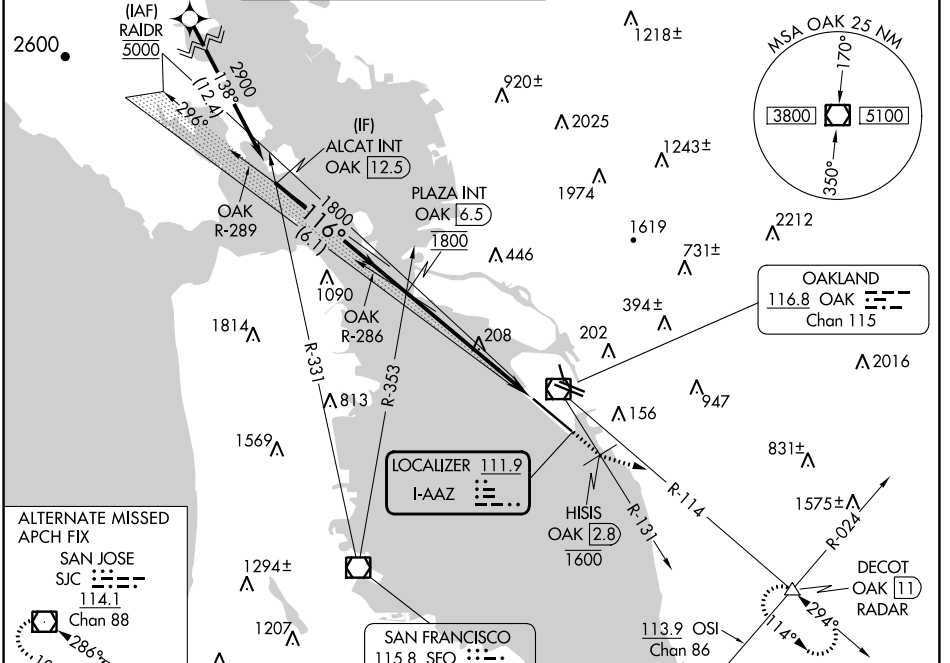 (IAF)
RAIDR
5000
2600
2900
138°
(12.4)
296°
(IF)
ALCAT INT
OAK 12.5
OAK
R-289
1800
116°
(6.1)
PLAZA INT
OAK 6.5
1800
OAK
R-286
1090
1814
R-331
R-353
813
1569
208
446
920±
2025
1218±
1974
1243±
1619
731±
2212
394±
202
156
947
2016
831±
1575±
MSA OAK 25 NM
170°
3800
5100
350°
OAKLAND
116.8 OAK
Chan 115
LOCALIZER 111.9
I-AAZ
HISIS
OAK 2.8
1600
R-131
R-114
R-024
DECOT
OAK 11
RADAR
294°
114°
113.9 OSI
Chan 86
ALTERNATE MISSED
APCH FIX
SAN JOSE
SJC
114.1
Chan 88
286°
1294±
1207
SAN FRANCISCO
115.8 SFO